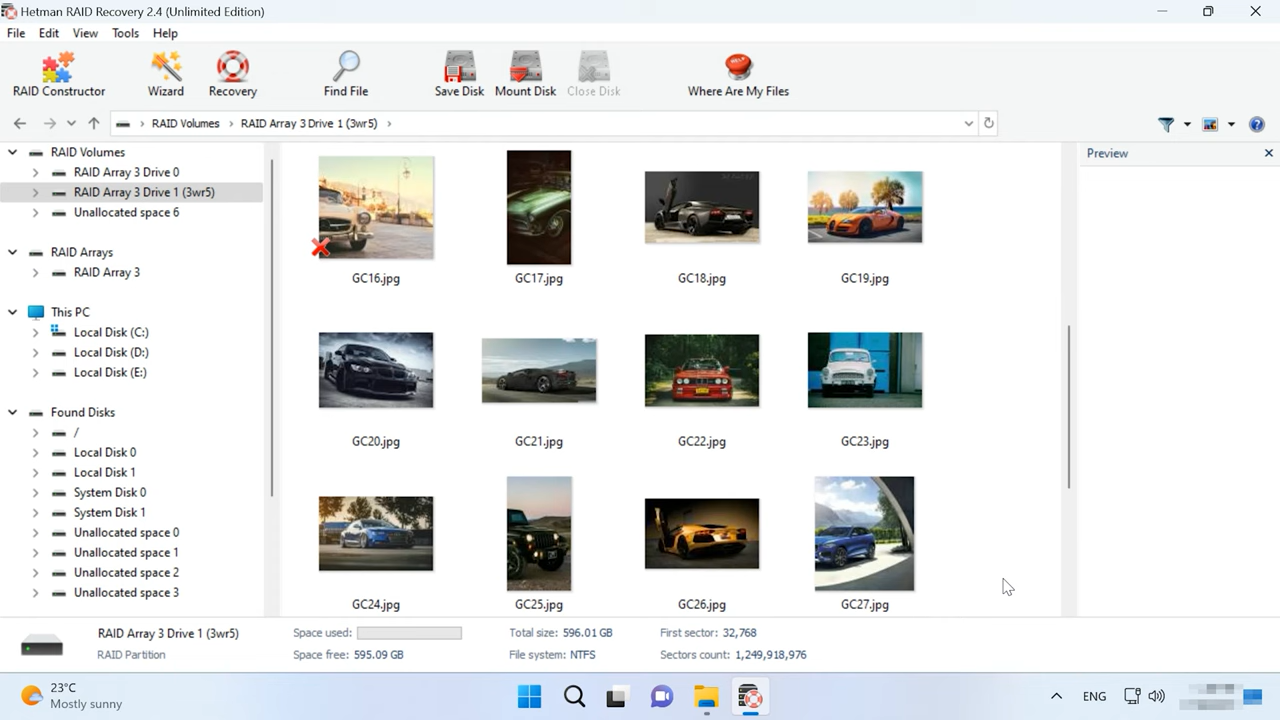 Hetman RAID Recovery 2.4 (Unlimited Edition)
File Edit View Tools Help
RAID Constructor Wizard Recovery Find File Save Disk Mount Disk Close Disk Where Are My Files
RAID Volumes RAID Array 3 Drive 1 (3wr5)
RAID Volumes
RAID Array 3 Drive 0
RAID Array 3 Drive 1 (3wr5)
Unallocated space 6
RAID Arrays
RAID Array 3
This PC
Local Disk (C:)
Local Disk (D:)
Local Disk (E:)
Found Disks
/
Local Disk 0
Local Disk 1
System Disk 0
System Disk 1
Unallocated space 0
Unallocated space 1
Unallocated space 2
Unallocated space 3
GC16.jpg GC17.jpg GC18.jpg GC19.jpg
GC20.jpg GC21.jpg GC22.jpg GC23.jpg
GC24.jpg GC25.jpg GC26.jpg GC27.jpg
Preview
RAID Array 3 Drive 1 (3wr5) Space used: Total size: 596.01 GB First sector: 32,768
RAID Partition Space free: 595.09 GB File system: NTFS Sectors count: 1,249,918,976
23°C
Mostly sunny
ENG